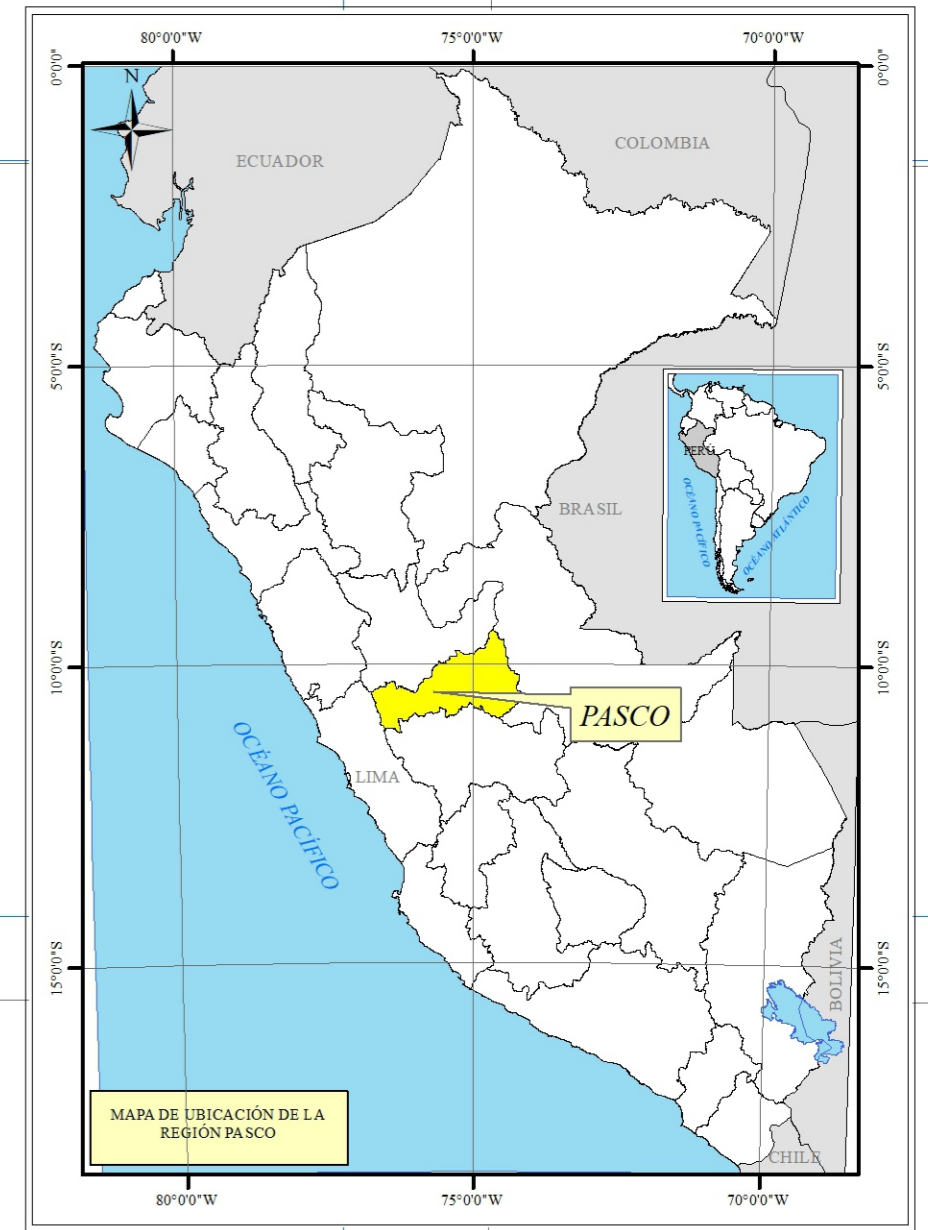 80°0'0"W
75°0'0"W
70°0'0"W
0°0'0"
0°0'0"
N
ECUADOR
COLOMBIA
5°0'0"S
5°0'0"S
PERÚ
OCÉANO PACÍFICO
OCÉANO ATLÁNTICO
BRASIL
10°0'0"S
10°0'0"S
PASCO
OCÉANO PACÍFICO
LIMA
15°0'0"S
15°0'0"S
BOLIVIA
MAPA DE UBICACIÓN DE LA
REGIÓN PASCO
CHILE
80°0'0"W
75°0'0"W
70°0'0"W